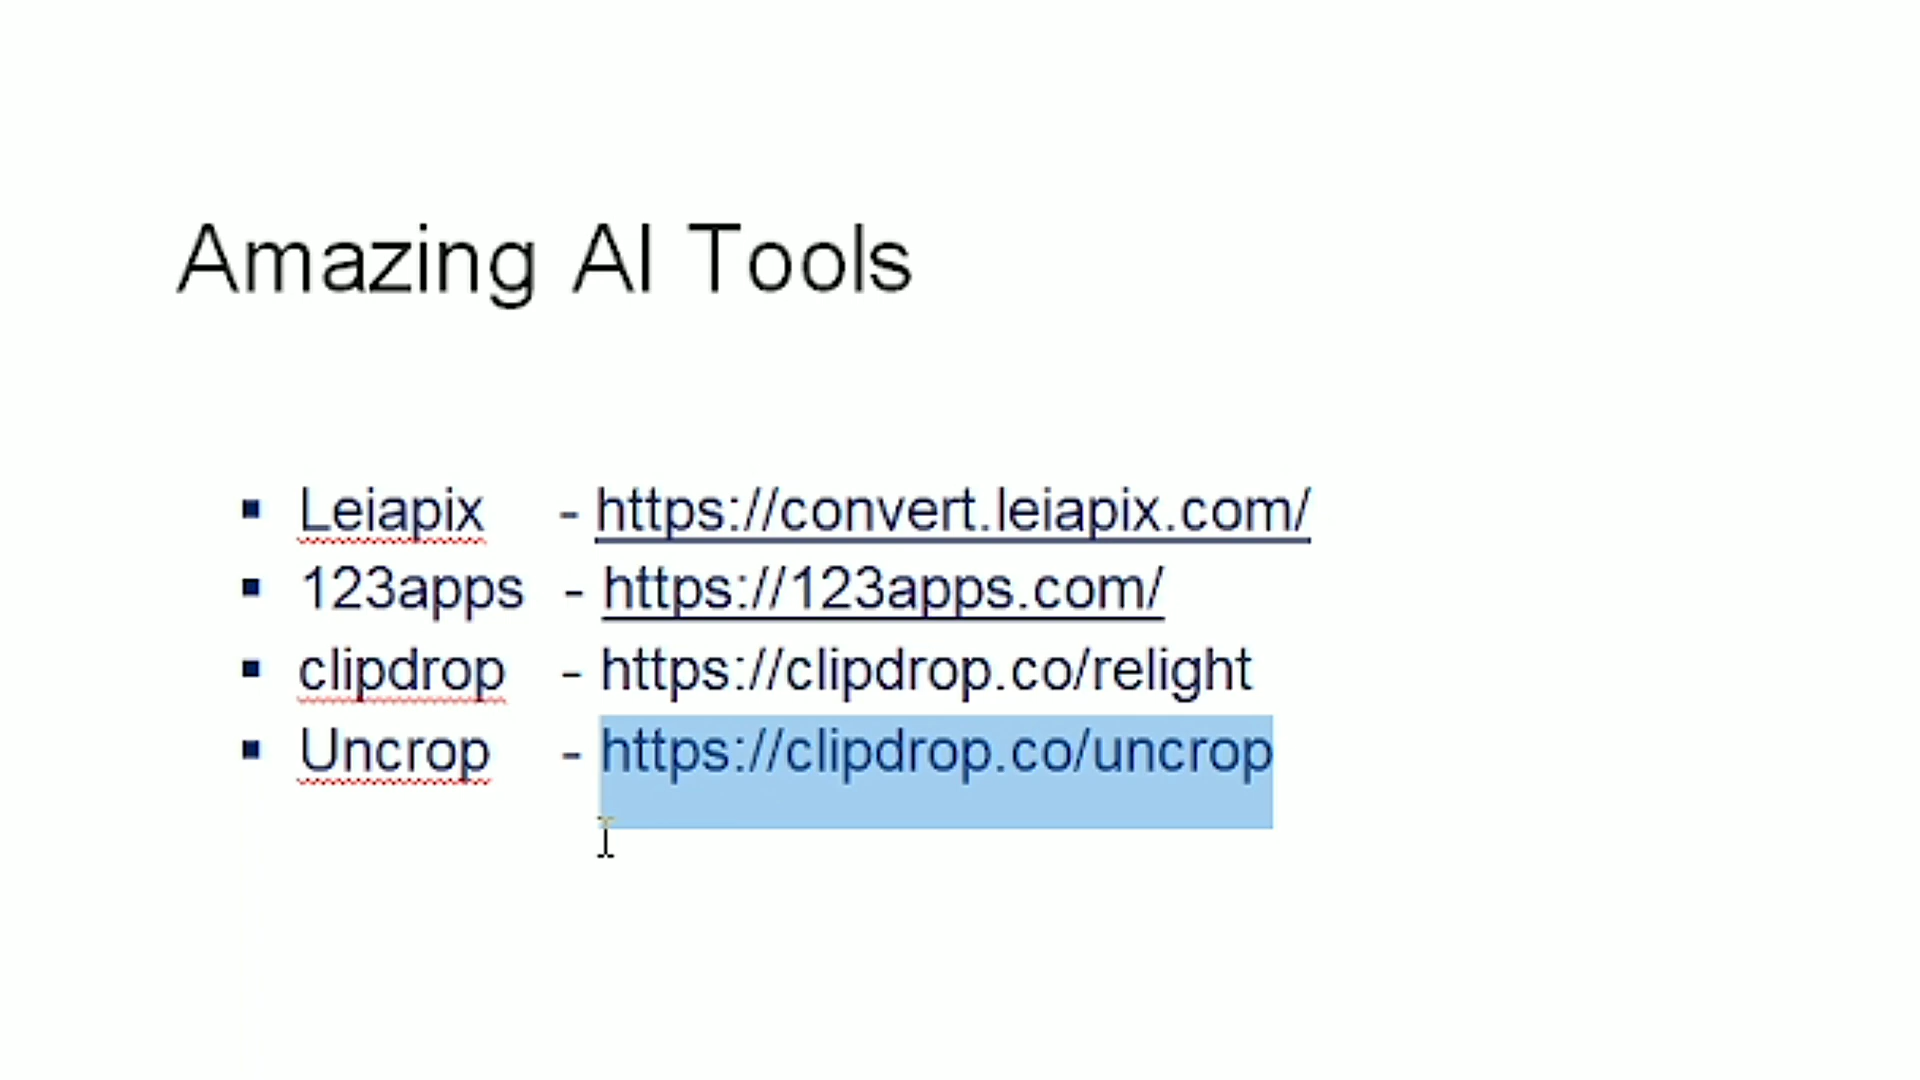 Amazing AI Tools
▪ Leiapix - https://convert.leiapix.com/
▪ 123apps - https://123apps.com/
▪ clipdrop - https://clipdrop.co/relight
▪ Uncrop - https://clipdrop.co/uncrop